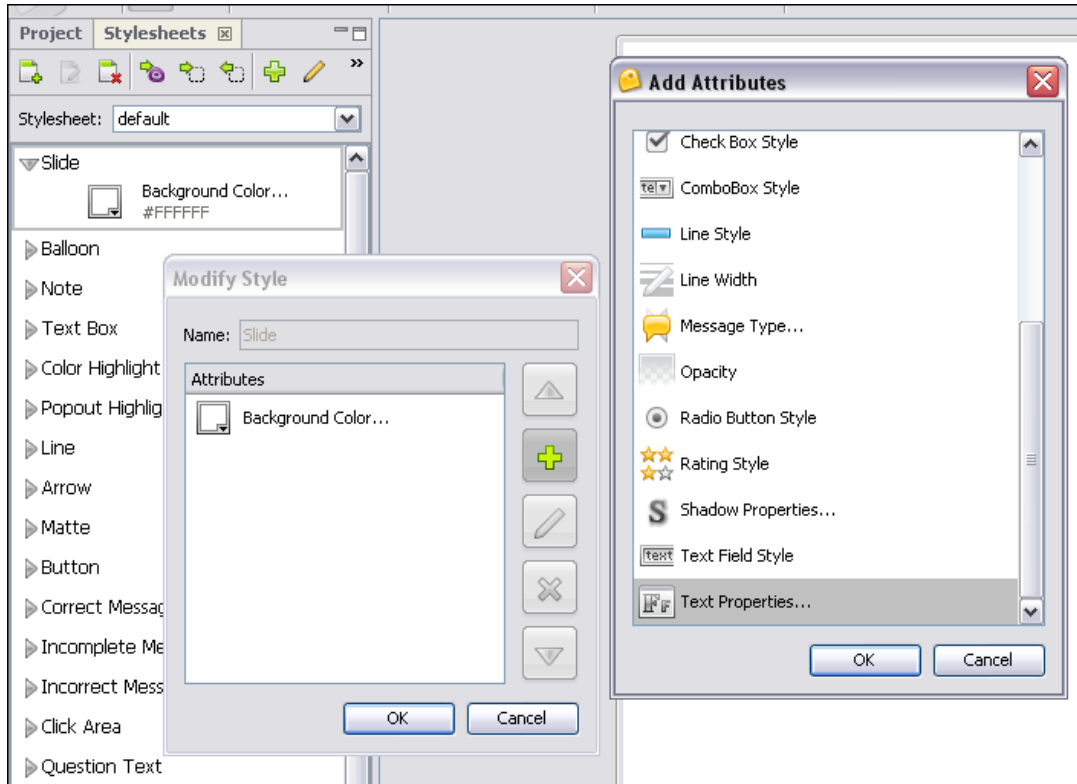 Project
Stylesheets
Stylesheet: default
Slide
Background Color...
#FFFFFF
Balloon
Note
Text Box
Color Highlight
Popout Highlig
Line
Arrow
Matte
Button
Correct Messag
Incomplete Me
Incorrect Mess
Click Area
Question Text
Modify Style
Name: Slide
Attributes
Background Color...
OK
Cancel
Add Attributes
Check Box Style
te ComboBox Style
Line Style
Line Width
Message Type...
Opacity
Radio Button Style
Rating Style
S Shadow Properties...
text Text Field Style
FF Text Properties...
OK
Cancel